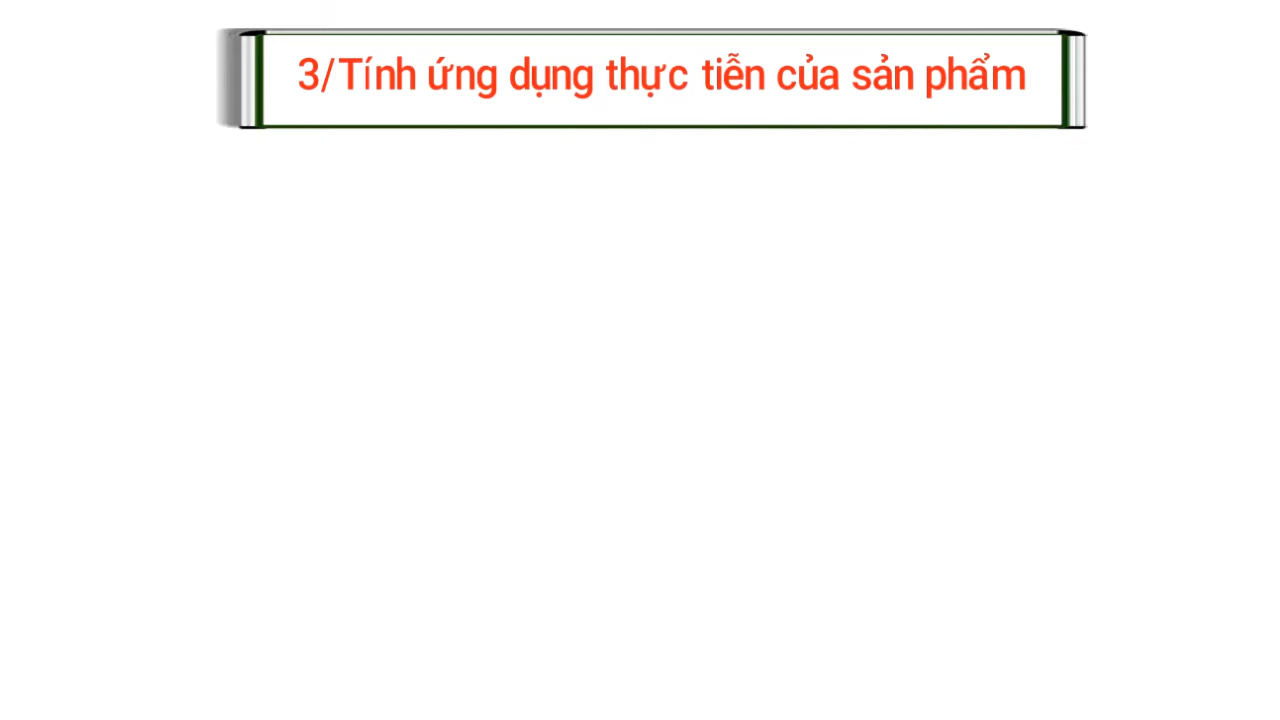 3/Tính ứng dụng thực tiễn của sản phẩm